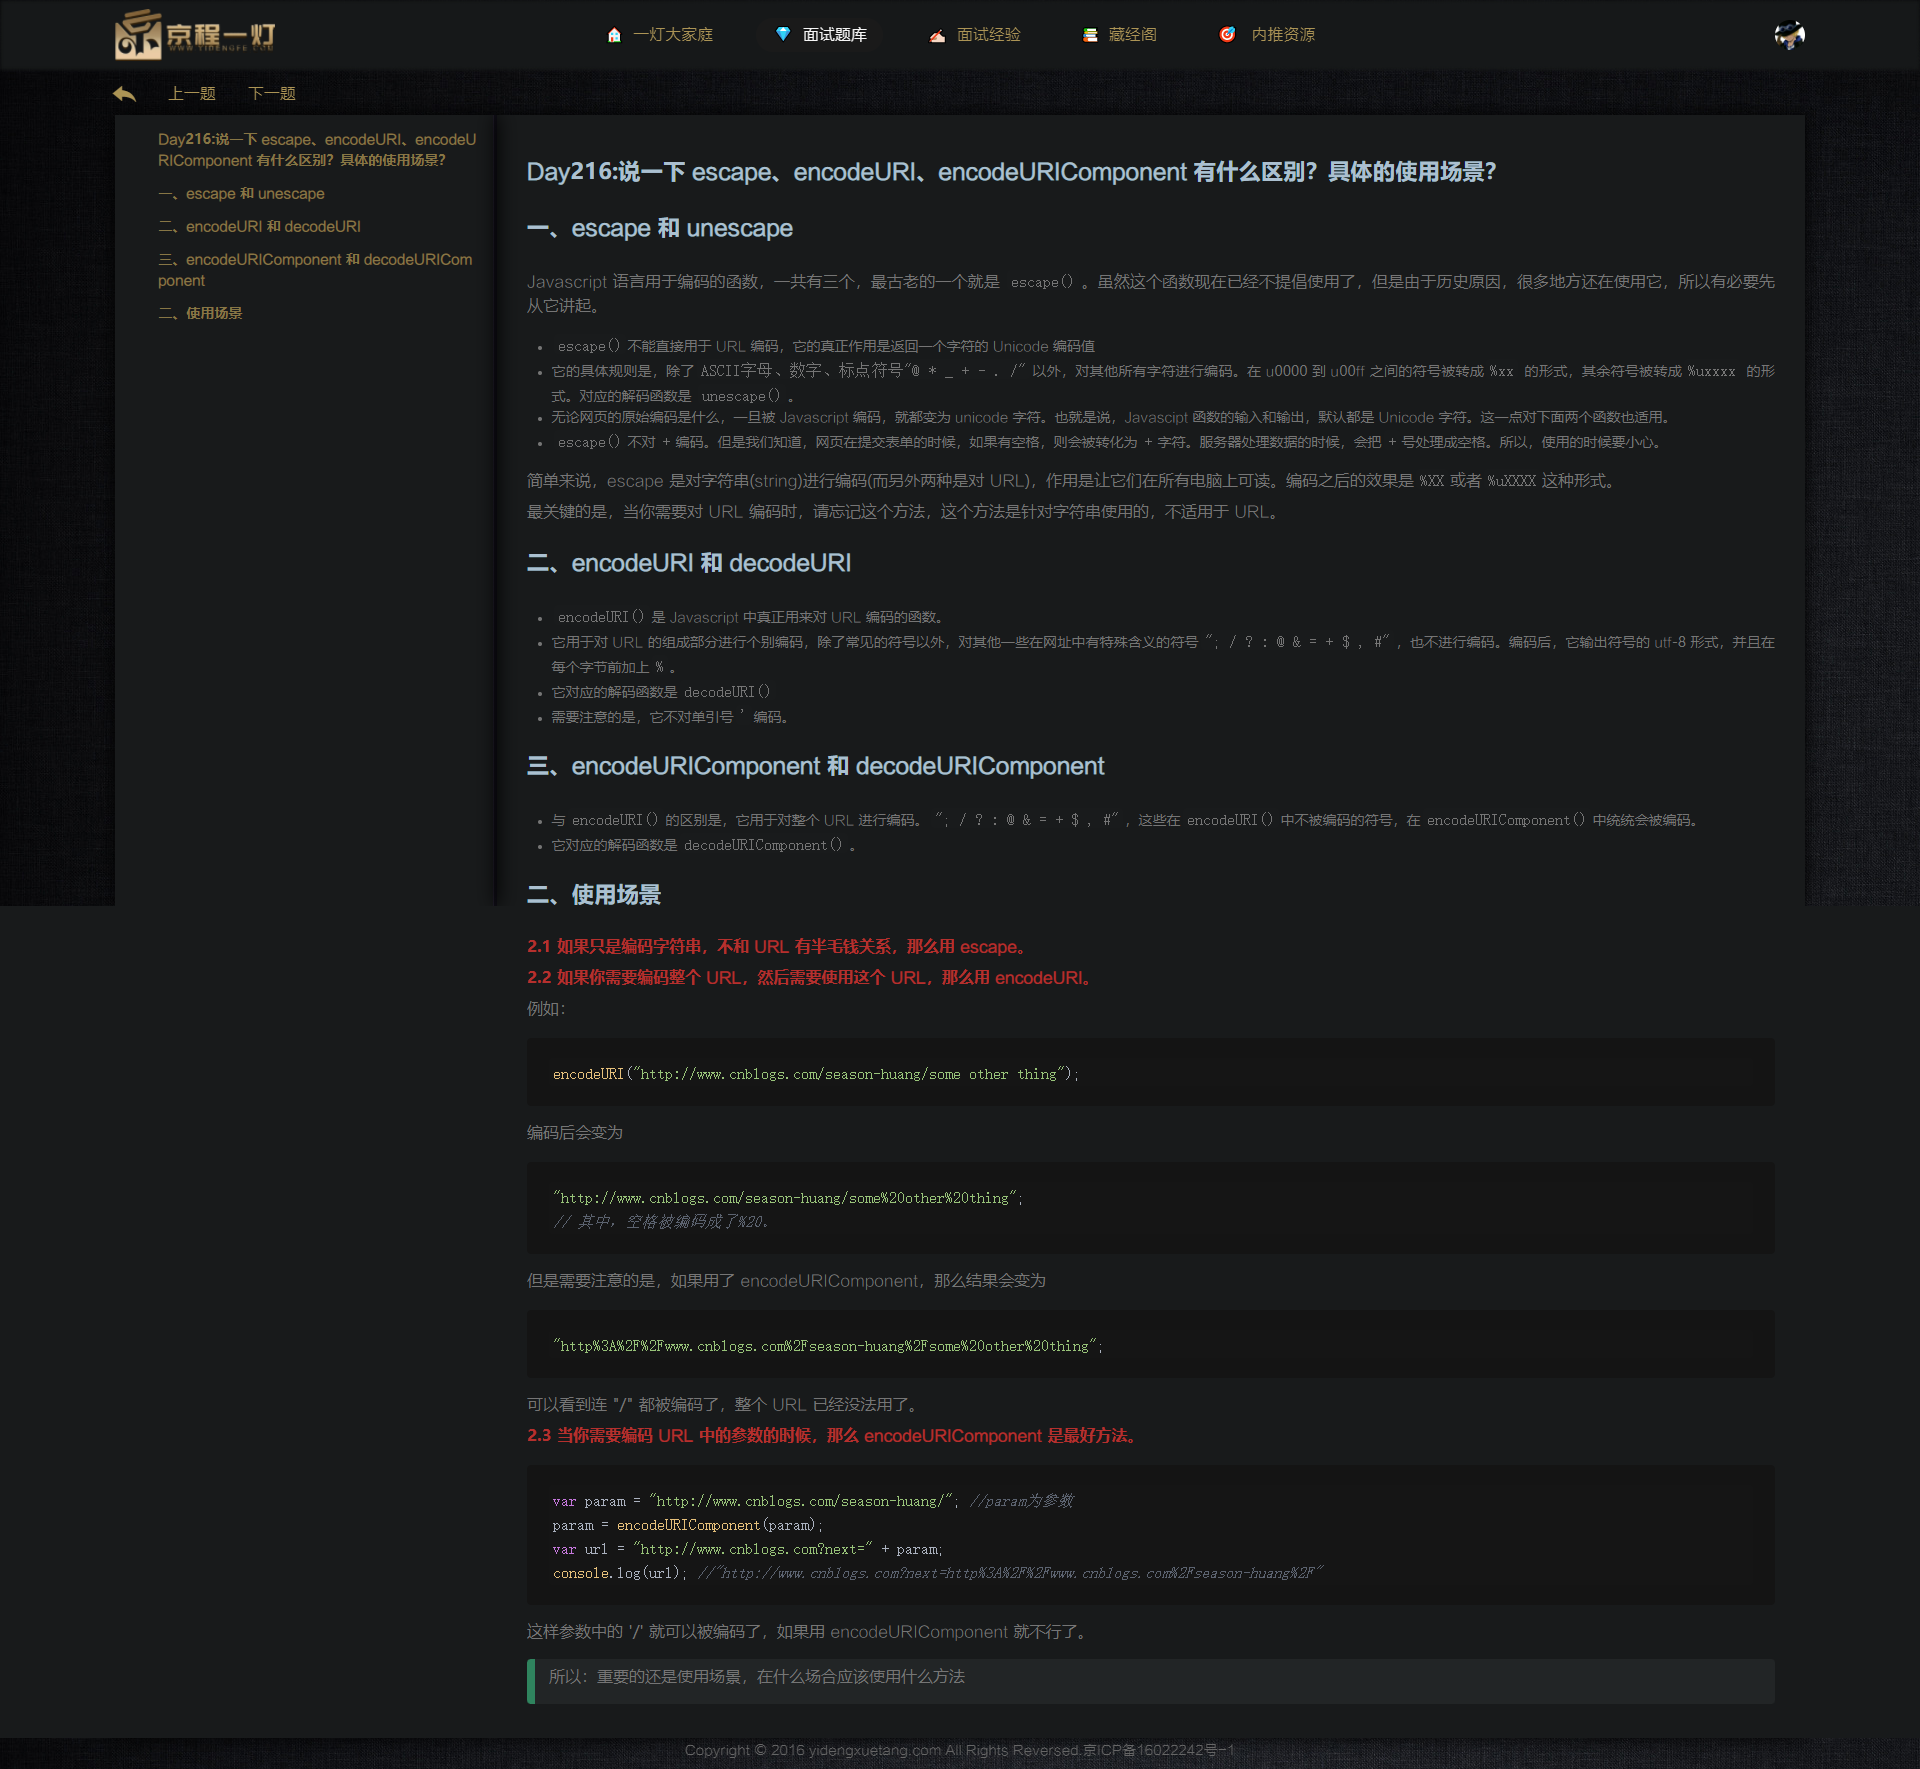 京程一灯
WWW.YIDENGFE.COM
一灯大家庭
面试题库
面试经验
藏经阁
内推资源
上一题
下一题
Day216:说一下 escape、encodeURI、encodeU
RIComponent 有什么区别？具体的使用场景？
一、escape 和 unescape
二、encodeURI 和 decodeURI
三、encodeURIComponent 和 decodeURICom
ponent
二、使用场景
Day216:说一下 escape、encodeURI、encodeURIComponent 有什么区别？具体的使用场景？
一、escape 和 unescape
Javascript 语言用于编码的函数，一共有三个，最古老的一个就是 escape() 。虽然这个函数现在已经不提倡使用了，但是由于历史原因，很多地方还在使用它，所以有必要先
从它讲起。
• escape() 不能直接用于 URL 编码，它的真正作用是返回一个字符的 Unicode 编码值
• 它的具体规则是，除了 ASCII字母、数字、标点符号"@ * _ + - . /" 以外，对其他所有字符进行编码。在 u0000 到 u00ff 之间的符号被转成 %xx 的形式，其余符号被转成 %uxxxx 的形
式。对应的解码函数是 unescape() 。
• 无论网页的原始编码是什么，一旦被 Javascript 编码，就都变为 unicode 字符。也就是说，Javascipt 函数的输入和输出，默认都是 Unicode 字符。这一点对下面两个函数也适用。
• escape() 不对 + 编码。但是我们知道，网页在提交表单的时候，如果有空格，则会被转化为 + 字符。服务器处理数据的时候，会把 + 号处理成空格。所以，使用的时候要小心。
简单来说，escape 是对字符串(string)进行编码(而另外两种是对 URL)，作用是让它们在所有电脑上可读。编码之后的效果是 %XX 或者 %uXXXX 这种形式。
最关键的是，当你需要对 URL 编码时，请忘记这个方法，这个方法是针对字符串使用的，不适用于 URL。
二、encodeURI 和 decodeURI
• encodeURI() 是 Javascript 中真正用来对 URL 编码的函数。
• 它用于对 URL 的组成部分进行个别编码，除了常见的符号以外，对其他一些在网址中有特殊含义的符号 "; / ? : @ & = + $ , #" ，也不进行编码。编码后，它输出符号的 utf-8 形式，并且在
每个字节前加上 % 。
• 它对应的解码函数是 decodeURI()
• 需要注意的是，它不对单引号 ' 编码。
三、encodeURIComponent 和 decodeURIComponent
• 与 encodeURI() 的区别是，它用于对整个 URL 进行编码。 "; / ? : @ & = + $ , #" ，这些在 encodeURI() 中不被编码的符号，在 encodeURIComponent() 中统统会被编码。
• 它对应的解码函数是 decodeURIComponent() 。
二、使用场景
2.1 如果只是编码字符串，不和 URL 有半毛钱关系，那么用 escape。
2.2 如果你需要编码整个 URL，然后需要使用这个 URL，那么用 encodeURI。
例如：
encodeURI("http://www.cnblogs.com/season-huang/some other thing");
编码后会变为
"http://www.cnblogs.com/season-huang/some%20other%20thing";
// 其中，空格被编码成了%20.
但是需要注意的是，如果用了 encodeURIComponent，那么结果会变为
"http%3A%2F%2Fwww.cnblogs.com%2Fseason-huang%2Fsome%20other%20thing";
可以看到连 "/" 都被编码了，整个 URL 已经没法用了。
2.3 当你需要编码 URL 中的参数的时候，那么 encodeURIComponent 是最好方法。
var param = "http://www.cnblogs.com/season-huang/"; //param为参数
param = encodeURIComponent(param);
var url = "http://www.cnblogs.com?next=" + param;
console.log(url); //"http://www.cnblogs.com?next=http%3A%2F%2Fwww.cnblogs.com%2Fseason-huang%2F"
这样参数中的 '/' 就可以被编码了，如果用 encodeURIComponent 就不行了。
所以：重要的还是使用场景，在什么场合应该使用什么方法
Copyright © 2016 yidengxuetang.com All Rights Reversed.京ICP备16022242号-1